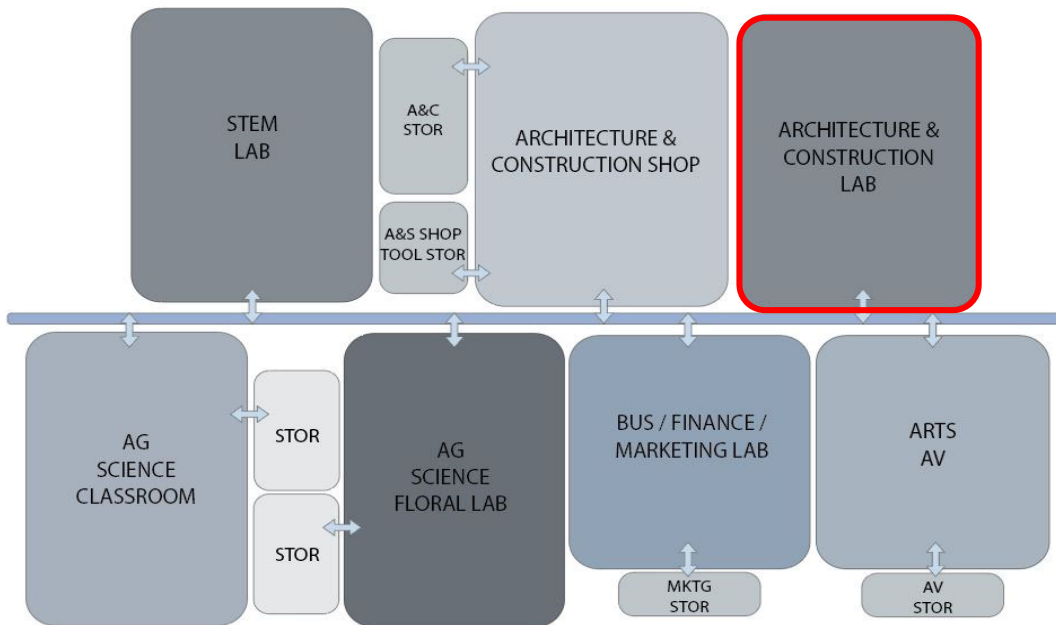 STEM
LAB
A&C
STOR
A&S SHOP
TOOL STOR
ARCHITECTURE &
CONSTRUCTION SHOP
ARCHITECTURE &
CONSTRUCTION
LAB
AG
SCIENCE
CLASSROOM
STOR
STOR
AG
SCIENCE
FLORAL LAB
BUS / FINANCE /
MARKETING LAB
MKTG
STOR
ARTS
AV
AV
STOR